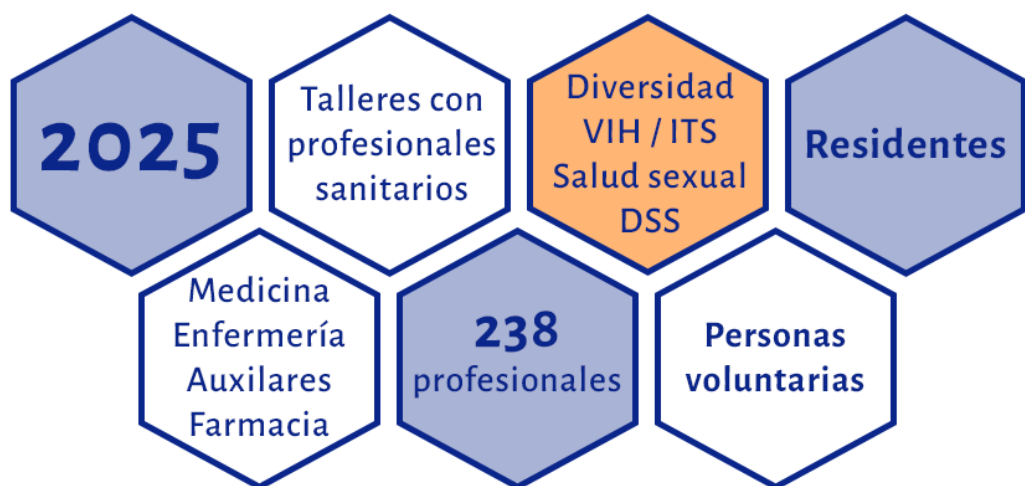 2025
Talleres con
profesionales
sanitarios
Diversidad
VIH / ITS
Salud sexual
DSS
Residentes
Medicina
Enfermería
Auxilares
Farmacia
238
profesionales
Personas
voluntarias